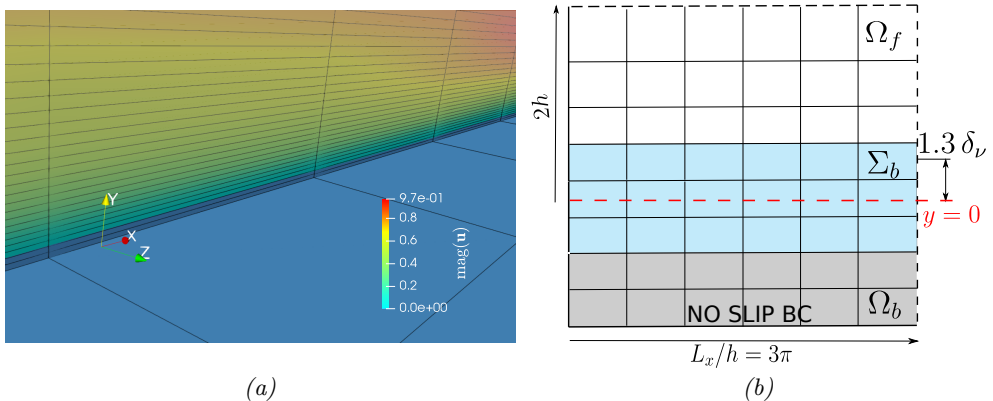 Y
X
Z
9.7e-01
0.8
0.6
0.4
0.2
0.0e+00
mag(u)
(a)
2h
Ω_f
1.3 δ_ν
Σ_b
y = 0
Ω_b
NO SLIP BC
L_x/h = 3π
(b)